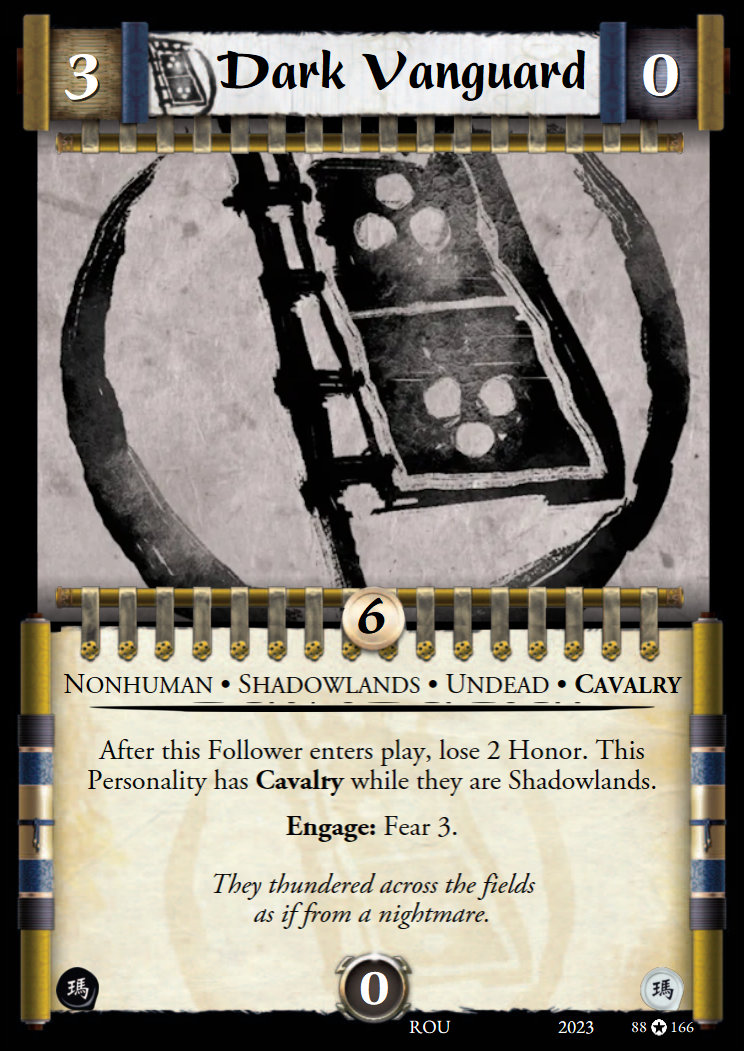 3 Dark Vanguard 0
6
NONHUMAN • SHADOWLANDS • UNDEAD • CAVALRY
After this Follower enters play, lose 2 Honor. This
Personality has Cavalry while they are Shadowlands.
Engage: Fear 3.
They thundered across the fields
as if from a nightmare.
瑪 0 瑪
ROU 2023 88 166